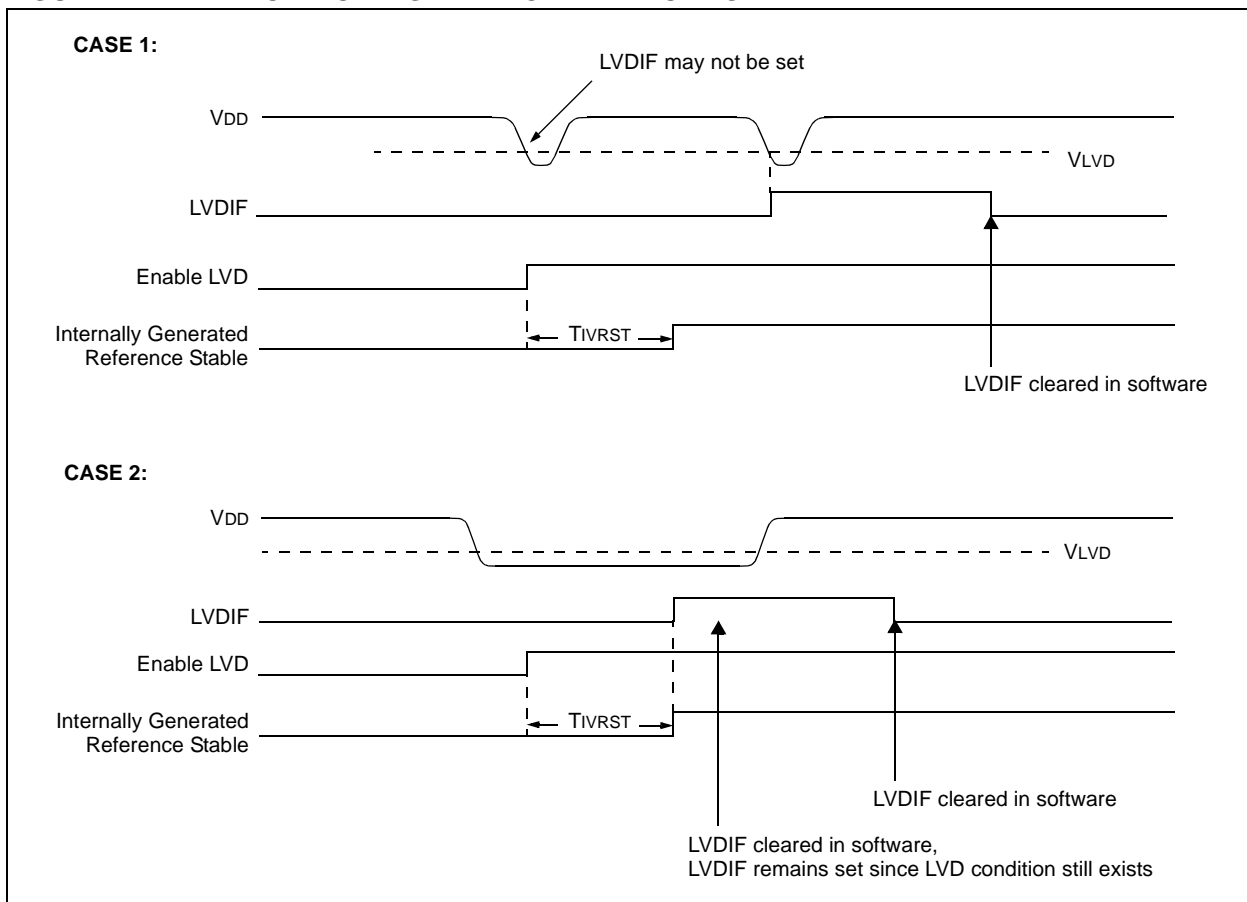 CASE 1:
LVDIF may not be set
VDD
VLVD
LVDIF
Enable LVD
TIVRST
Internally Generated
Reference Stable
LVDIF cleared in software
CASE 2:
VDD
VLVD
LVDIF
Enable LVD
TIVRST
Internally Generated
Reference Stable
LVDIF cleared in software
LVDIF cleared in software,
LVDIF remains set since LVD condition still exists